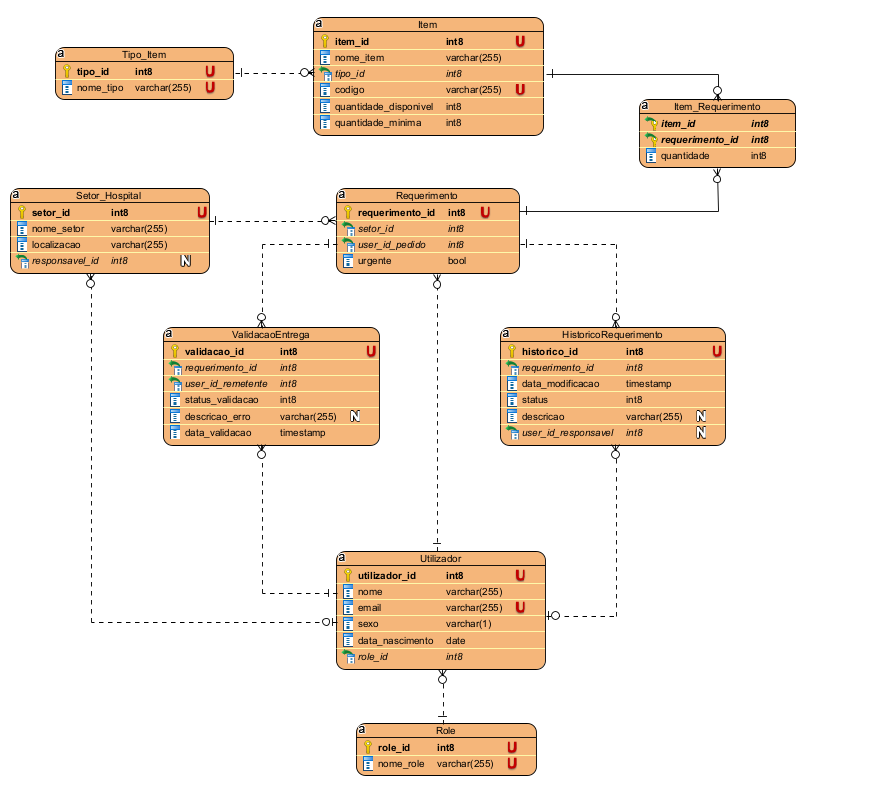 a Item
item_id int8 U
nome_item varchar(255)
tipo_id int8
codigo varchar(255) U
quantidade_disponivel int8
quantidade_minima int8
a Tipo_Item
tipo_id int8 U
nome_tipo varchar(255) U
a Item_Requerimento
item_id int8
requerimento_id int8
quantidade int8
a Setor_Hospital
setor_id int8 U
nome_setor varchar(255)
localizacao varchar(255)
responsavel_id int8 N
a Requerimento
requerimento_id int8 U
setor_id int8
user_id_pedido int8
urgente bool
a ValidacaoEntrega
validacao_id int8 U
requerimento_id int8
user_id_remetente int8
status_validacao int8
descricao_erro varchar(255) N
data_validacao timestamp
a HistoricoRequerimento
historico_id int8 U
requerimento_id int8
data_modificacao timestamp
status int8
descricao varchar(255) N
user_id_responsavel int8 N
a Utilizador
utilizador_id int8 U
nome varchar(255)
email varchar(255) U
sexo varchar(1)
data_nascimento date
role_id int8
a Role
role_id int8 U
nome_role varchar(255) U